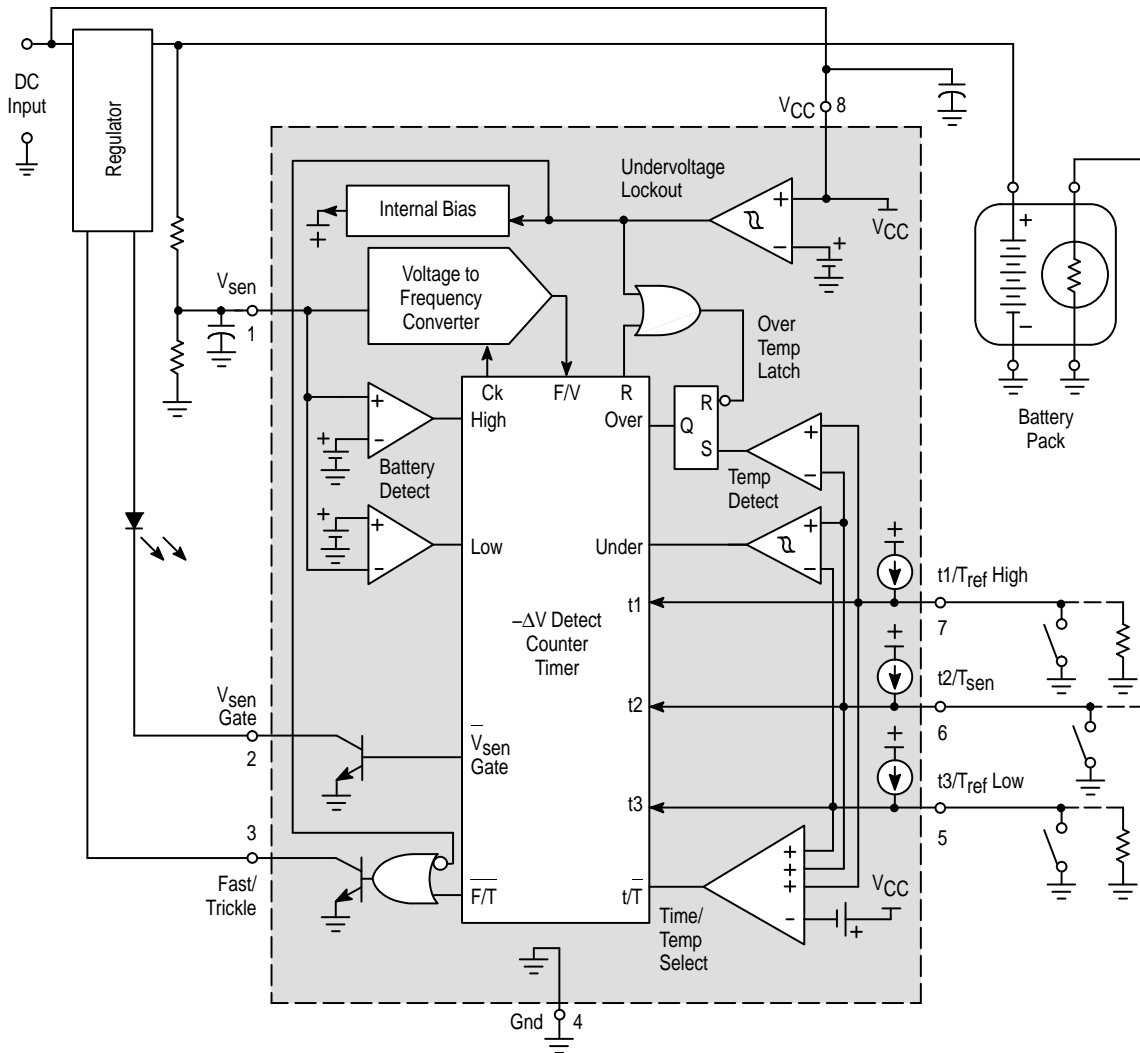 DC
Input
Regulator
VCC
8
Undervoltage
Lockout
Internal Bias
+
+
−
+
VCC
Voltage to
Frequency
Converter
Vsen
1
Over
Temp
Latch
+
−
Battery
Pack
Ck
F/V
R
High
Over
R
Q
S
+
−
+
Battery
Detect
+
−
Temp
Detect
+
+
−
Low
Under
+
−
+
t1/Tref High
t1
7
−ΔV Detect
Counter
Timer
+
t2/Tsen
t2
6
Vsen
Gate
2
V̅sen
Gate
+
t3/Tref Low
t3
5
3
Fast/
Trickle
F̅/̅T̅
t/T̅
+
+
+
−
VCC
+
Time/
Temp
Select
Gnd
4